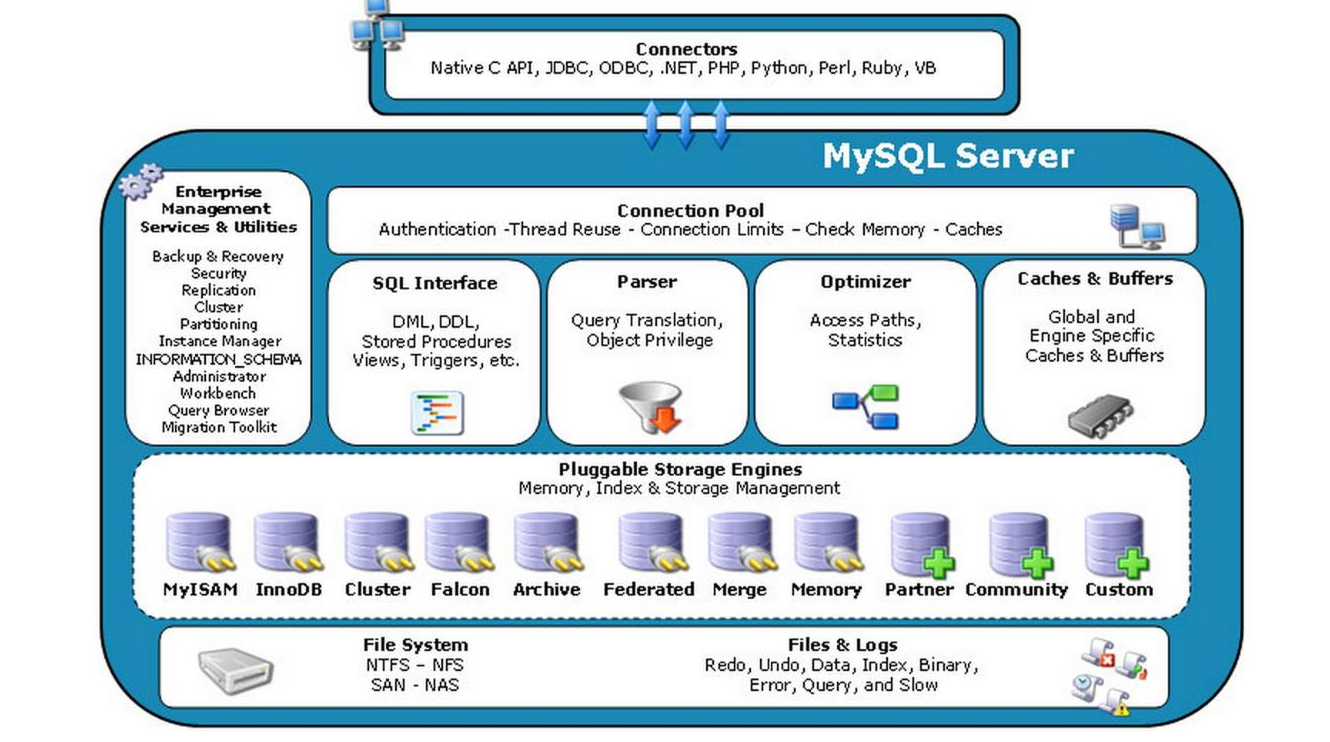 Connectors
Native C API, JDBC, ODBC, .NET, PHP, Python, Perl, Ruby, VB
MySQL Server
Enterprise
Management
Services & Utilities
Backup & Recovery
Security
Replication
Cluster
Partitioning
Instance Manager
INFORMATION_SCHEMA
Administrator
Workbench
Query Browser
Migration Toolkit
Connection Pool
Authentication -Thread Reuse - Connection Limits – Check Memory - Caches
SQL Interface
DML, DDL,
Stored Procedures
Views, Triggers, etc.
Parser
Query Translation,
Object Privilege
Optimizer
Access Paths,
Statistics
Caches & Buffers
Global and
Engine Specific
Caches & Buffers
Pluggable Storage Engines
Memory, Index & Storage Management
MyISAM InnoDB Cluster Falcon Archive Federated Merge Memory Partner Community Custom
File System
NTFS – NFS
SAN - NAS
Files & Logs
Redo, Undo, Data, Index, Binary,
Error, Query, and Slow